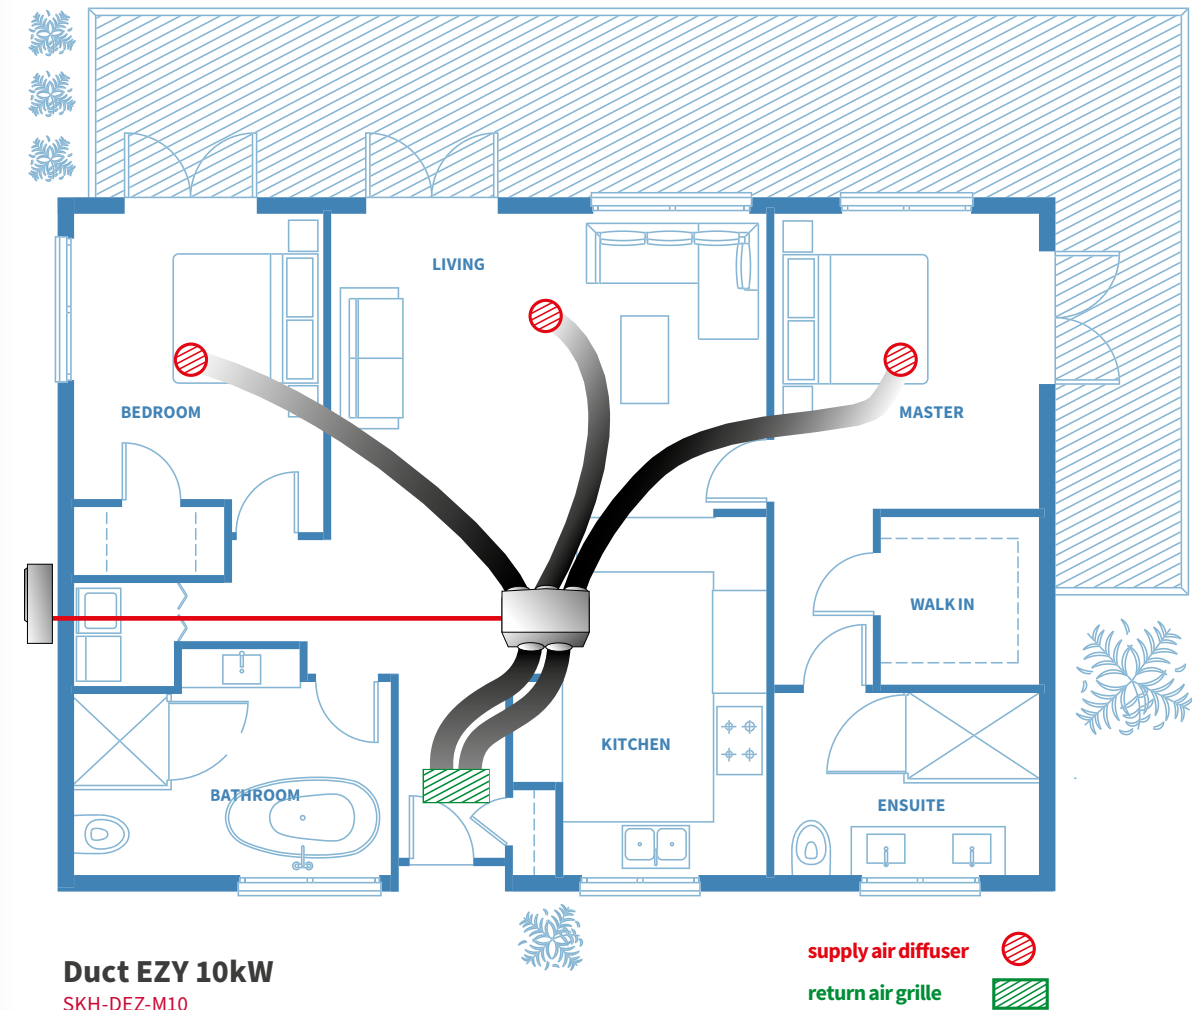 LIVING
BEDROOM
MASTER
WALK IN
KITCHEN
BATHROOM
ENSUITE
supply air diffuser
return air grille
Duct EZY 10kW
SKH-DEZ-M10